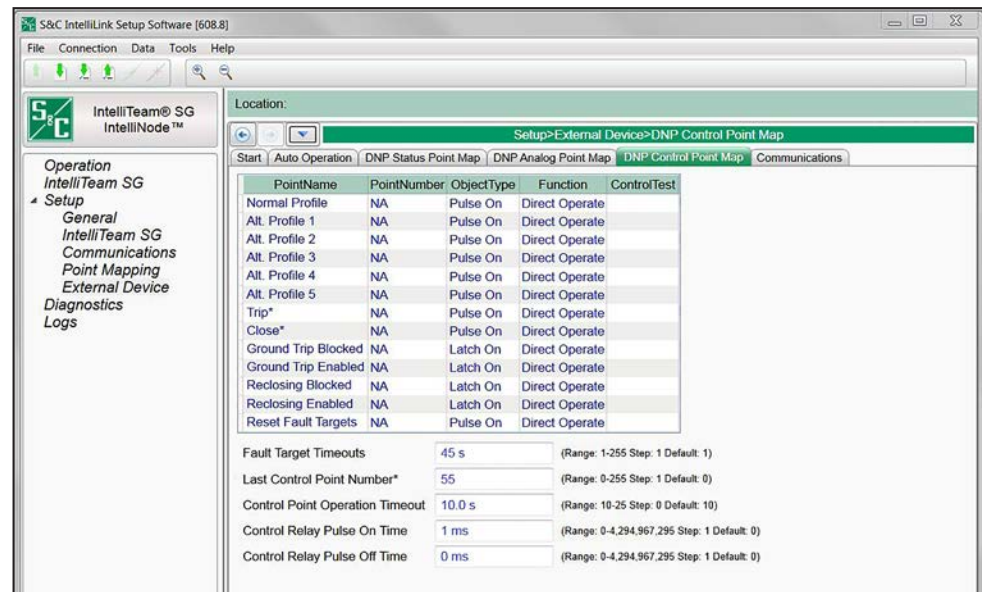 S&C IntelliLink Setup Software [608.8]
File Connection Data Tools Help
S&C
IntelliTeam® SG
IntelliNode™
Location:
Setup>External Device>DNP Control Point Map
Start Auto Operation DNP Status Point Map DNP Analog Point Map DNP Control Point Map Communications
Operation
IntelliTeam SG
Setup
General
IntelliTeam SG
Communications
Point Mapping
External Device
Diagnostics
Logs
PointName PointNumber ObjectType Function ControlTest
Normal Profile NA Pulse On Direct Operate
Alt. Profile 1 NA Pulse On Direct Operate
Alt. Profile 2 NA Pulse On Direct Operate
Alt. Profile 3 NA Pulse On Direct Operate
Alt. Profile 4 NA Pulse On Direct Operate
Alt. Profile 5 NA Pulse On Direct Operate
Trip* NA Pulse On Direct Operate
Close* NA Pulse On Direct Operate
Ground Trip Blocked NA Latch On Direct Operate
Ground Trip Enabled NA Latch On Direct Operate
Reclosing Blocked NA Latch On Direct Operate
Reclosing Enabled NA Latch On Direct Operate
Reset Fault Targets NA Pulse On Direct Operate
Fault Target Timeouts 45 s (Range: 1-255 Step: 1 Default: 1)
Last Control Point Number* 55 (Range: 0-255 Step: 1 Default: 0)
Control Point Operation Timeout 10.0 s (Range: 10-25 Step: 0 Default: 10)
Control Relay Pulse On Time 1 ms (Range: 0-4,294,967,295 Step: 1 Default: 0)
Control Relay Pulse Off Time 0 ms (Range: 0-4,294,967,295 Step: 1 Default: 0)